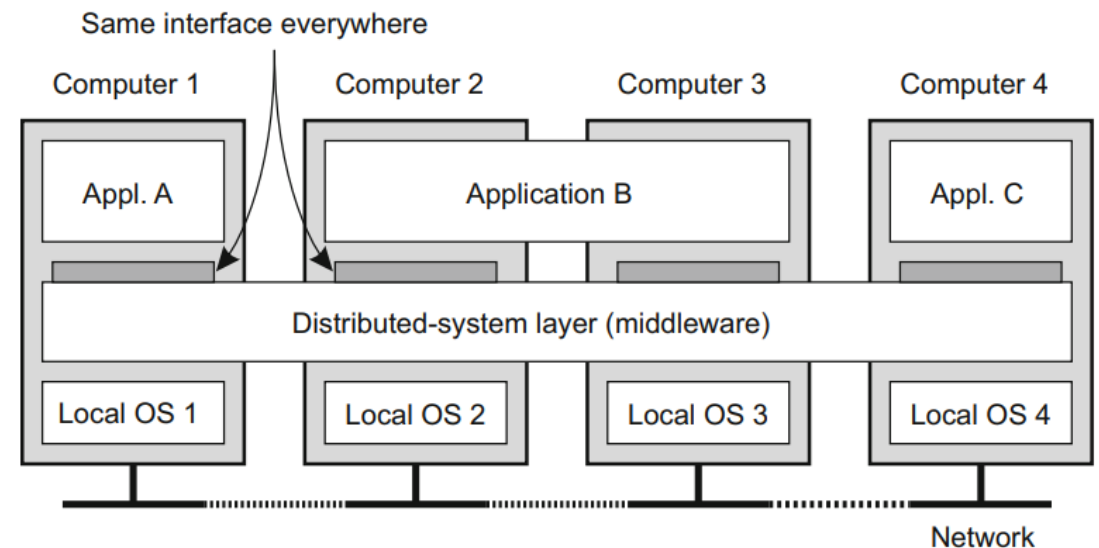 Same interface everywhere
Computer 1
Computer 2
Computer 3
Computer 4
Appl. A
Application B
Appl. C
Distributed-system layer (middleware)
Local OS 1
Local OS 2
Local OS 3
Local OS 4
Network